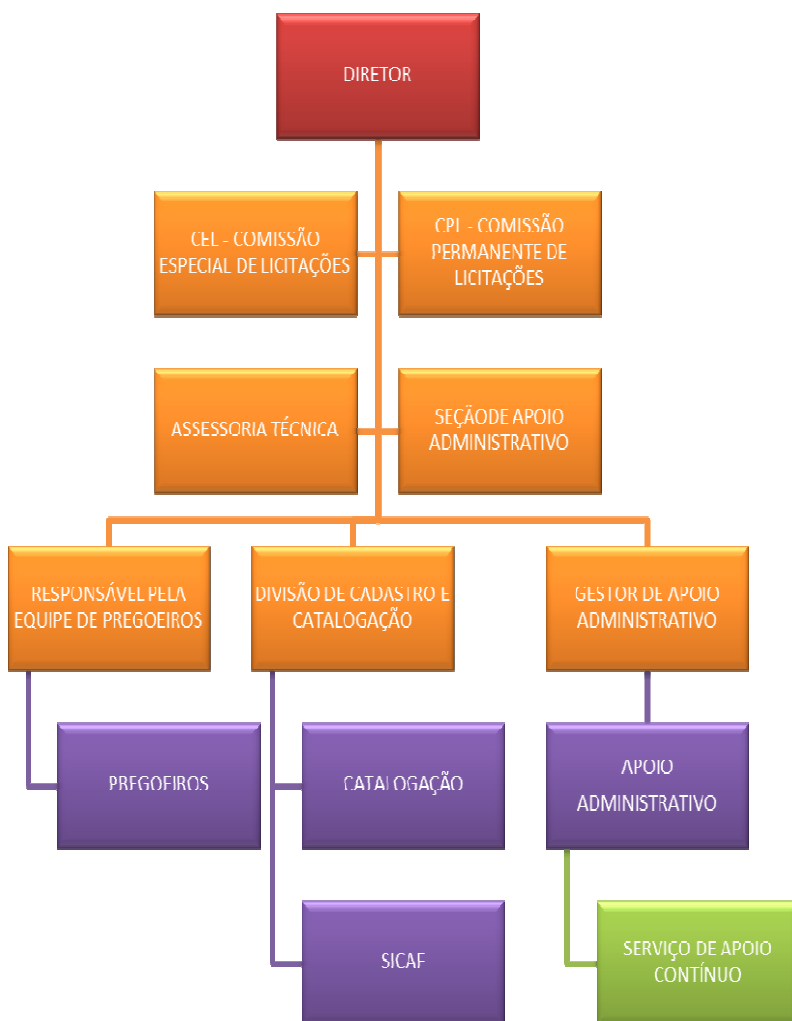 DIRETOR
CEL - COMISSÃO
ESPECIAL DE LICITAÇÕES
CPL - COMISSÃO
PERMANENTE DE
LICITAÇÕES
ASSESSORIA TÉCNICA
SEÇÃODE APOIO
ADMINISTRATIVO
RESPONSÁVEL PELA
EQUIPE DE PREGOEIROS
DIVISÃO DE CADASTRO E
CATALOGAÇÃO
GESTOR DE APOIO
ADMINISTRATIVO
PREGOEIROS
CATALOGAÇÃO
APOIO
ADMINISTRATIVO
SICAF
SERVIÇO DE APOIO
CONTÍNUO